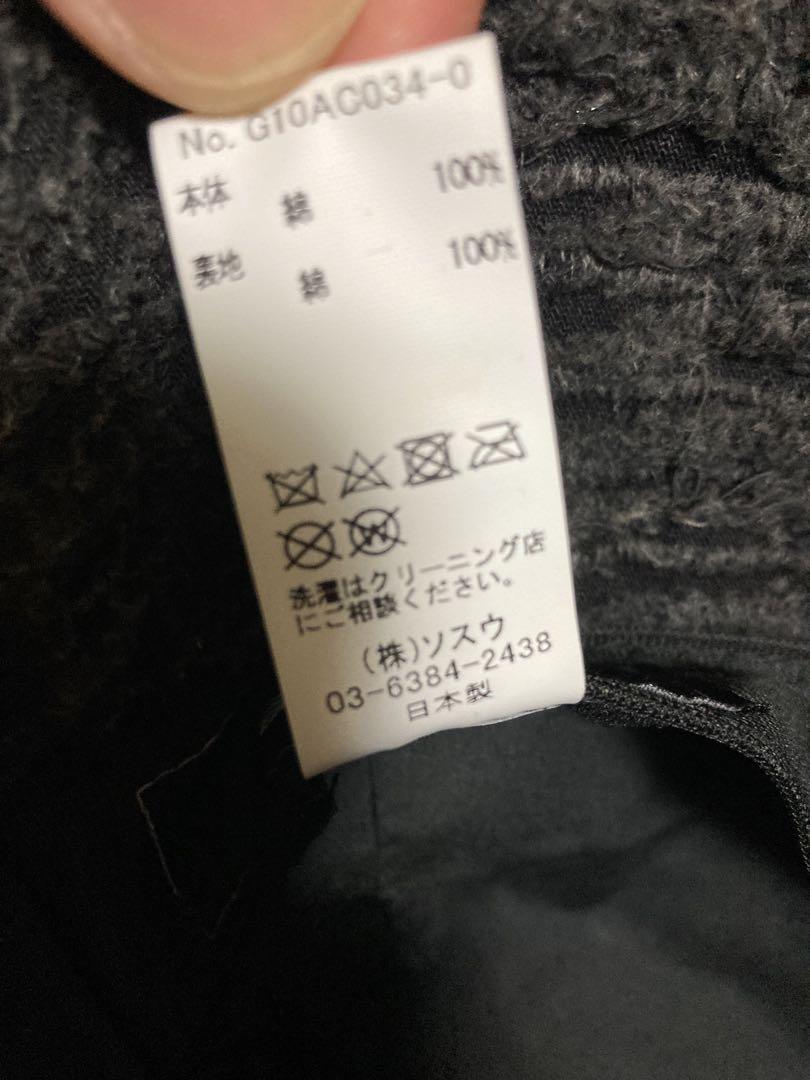 No. G10AC034-0
本体 綿 100%
裏地 綿 100%
W
洗濯はクリーニング店
にご相談ください。
(株)ソスウ
03-6384-2438
日本製